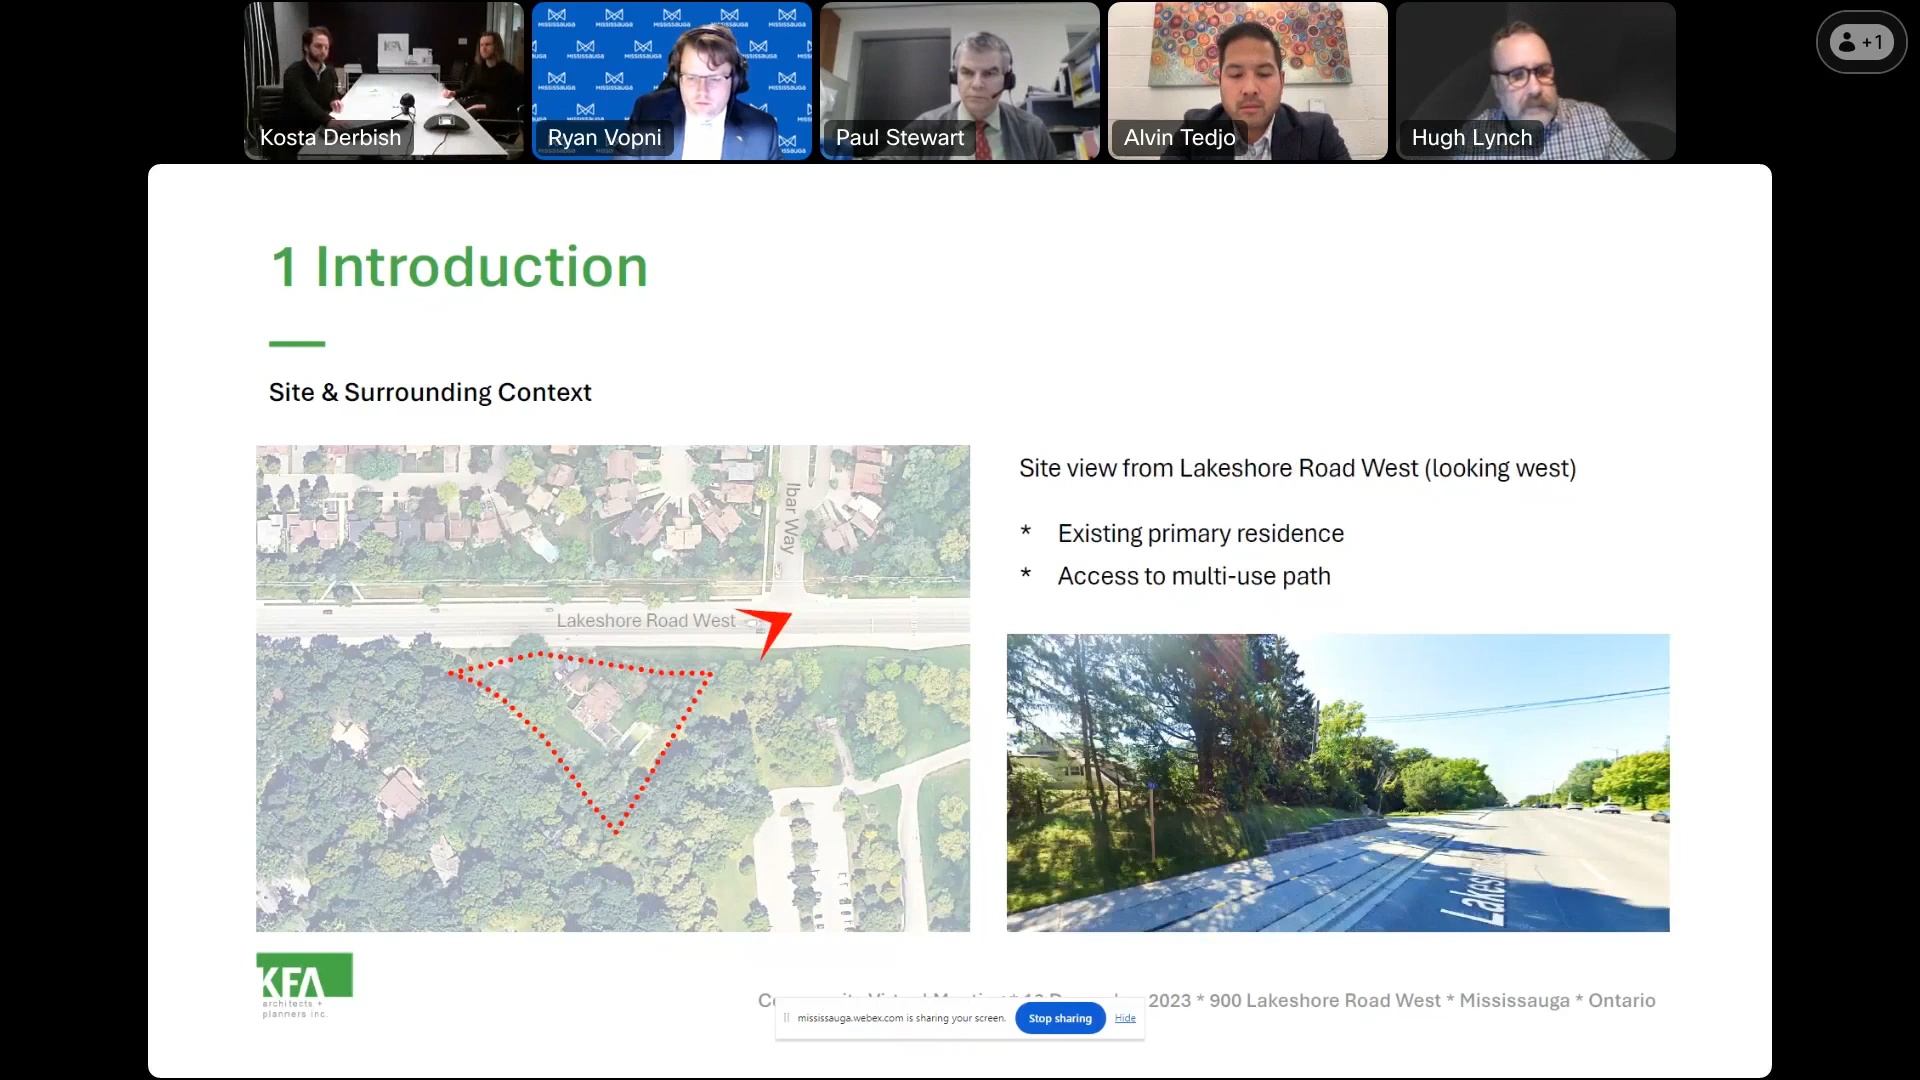 Kosta Derbish
Ryan Vopni
Paul Stewart
Alvin Tedjo
Hugh Lynch
+1
1 Introduction
Site & Surrounding Context
Ibar Way
Lakeshore Road West
Site view from Lakeshore Road West (looking west)
* Existing primary residence
* Access to multi-use path
KFA
architects +
planners inc.
2023 * 900 Lakeshore Road West * Mississauga * Ontario
mississauga.webex.com is sharing your screen.
Stop sharing
Hide